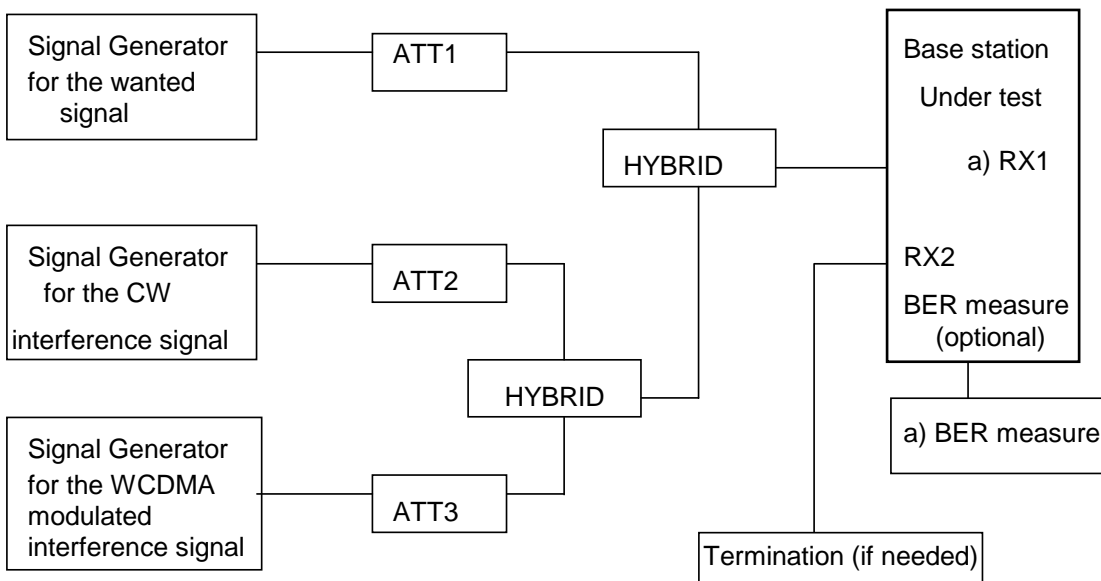 Signal Generator
for the wanted
signal
ATT1
HYBRID
Base station
Under test
a) RX1
RX2
BER measure
(optional)
Signal Generator
for the CW
interference signal
ATT2
HYBRID
a) BER measure
Signal Generator
for the WCDMA
modulated
interference signal
ATT3
Termination (if needed)